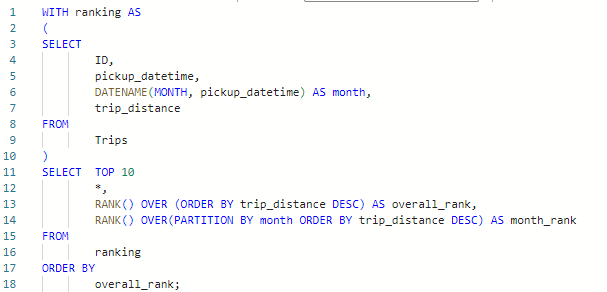 1 WITH ranking AS
2 (
3 SELECT
4 ID,
5 pickup_datetime,
6 DATENAME(MONTH, pickup_datetime) AS month,
7 trip_distance
8 FROM
9 Trips
10 )
11 SELECT TOP 10
12 *,
13 RANK() OVER (ORDER BY trip_distance DESC) AS overall_rank,
14 RANK() OVER(PARTITION BY month ORDER BY trip_distance DESC) AS month_rank
15 FROM
16 ranking
17 ORDER BY
18 overall_rank;